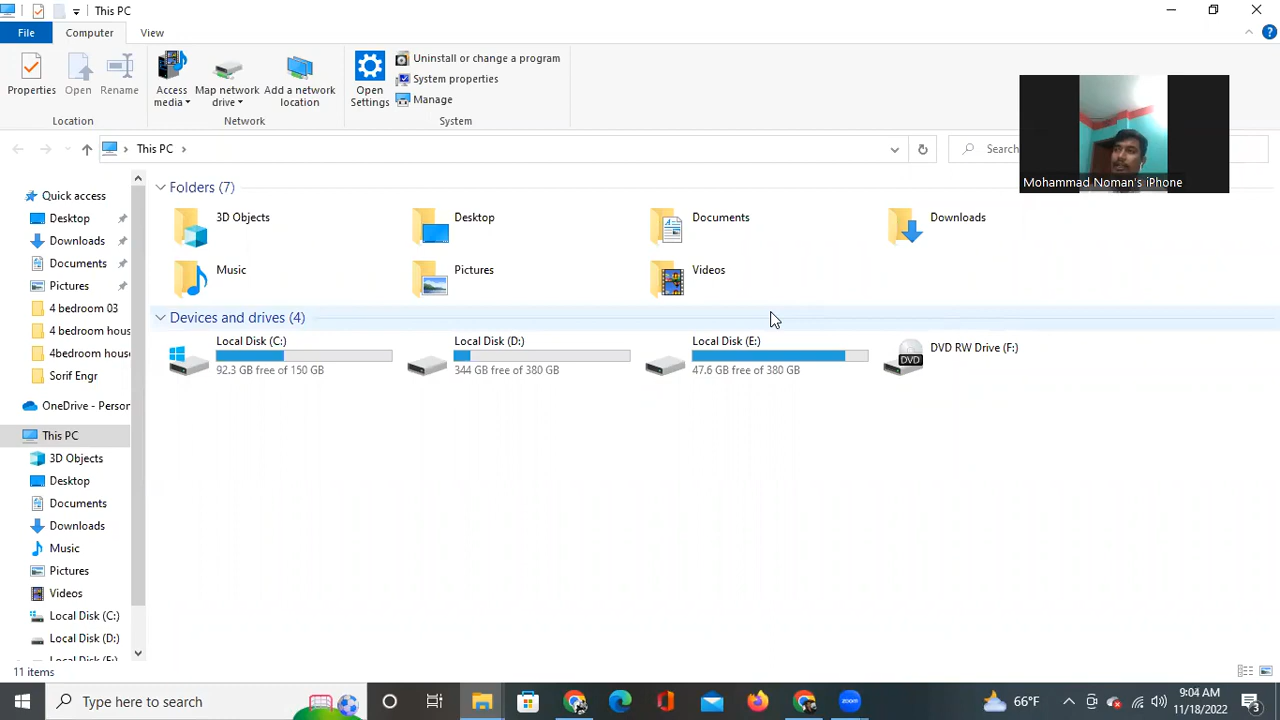 This PC
File
Computer
View
Properties
Open
Rename
Access media
Map network drive
Add a network location
Open Settings
Uninstall or change a program
System properties
Manage
Location
Network
System
This PC
Search
Mohammad Noman's iPhone
Quick access
Desktop
Downloads
Documents
Pictures
4 bedroom 03
4 bedroom hous
4bedroom hous
Sorif Engr
OneDrive - Person
This PC
3D Objects
Desktop
Documents
Downloads
Music
Pictures
Videos
Local Disk (C:)
Local Disk (D:)
Local Disk (E:)
Folders (7)
3D Objects
Desktop
Documents
Downloads
Music
Pictures
Videos
Devices and drives (4)
Local Disk (C:)
92.3 GB free of 150 GB
Local Disk (D:)
344 GB free of 380 GB
Local Disk (E:)
47.6 GB free of 380 GB
DVD
DVD RW Drive (F:)
11 items
Type here to search
zoom
66°F
9:04 AM
11/18/2022
3